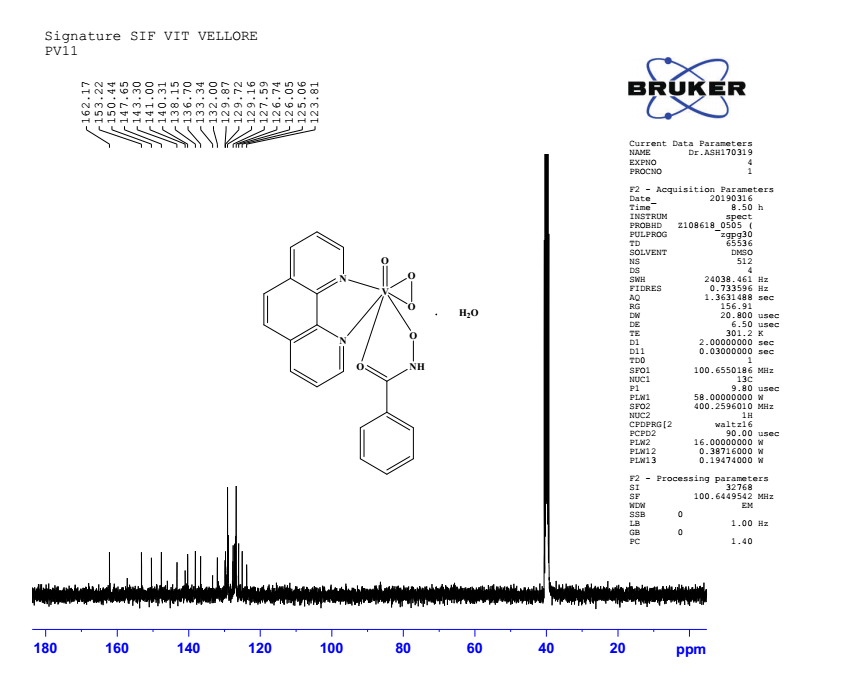 Signature SIF VIT VELLORE
PV11
162.17
153.22
150.44
147.65
143.30
141.00
140.31
138.15
136.70
133.34
132.00
129.87
129.72
129.16
127.59
126.74
126.05
125.06
123.81
BRUKER
Current Data Parameters
NAME Dr.ASH170319
EXPNO 4
PROCNO 1
F2 - Acquisition Parameters
Date_ 20190316
Time 8.50 h
INSTRUM spect
PROBHD Z108618_0505 (
PULPROG zgpg30
TD 65536
SOLVENT DMSO
NS 512
DS 4
SWH 24038.461 Hz
FIDRES 0.733596 Hz
AQ 1.3631488 sec
RG 156.91
DW 20.800 usec
DE 6.50 usec
TE 301.2 K
D1 2.00000000 sec
D11 0.03000000 sec
TD0 1
SFO1 100.6550186 MHz
NUC1 13C
P1 9.80 usec
PLW1 58.00000000 W
SFO2 400.2596010 MHz
NUC2 1H
CPDPRG[2 waltz16
PCPD2 90.00 usec
PLW2 16.00000000 W
PLW12 0.38716000 W
PLW13 0.19474000 W
F2 - Processing parameters
SI 32768
SF 100.6449542 MHz
WDW EM
SSB 0
LB 1.00 Hz
GB 0
PC 1.40
O
O
N
V
O
. H₂O
O
N
O
NH
180 160 140 120 100 80 60 40 20 ppm